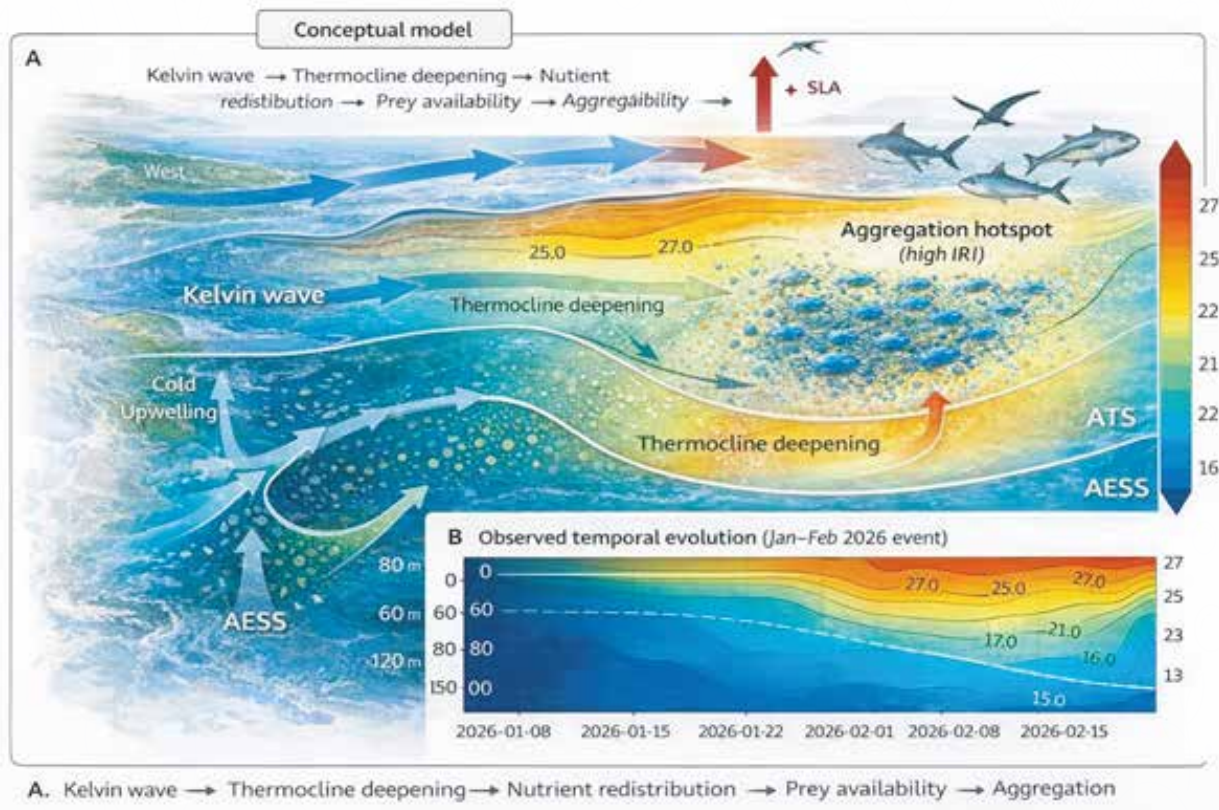 Conceptual model
A
Kelvin wave → Thermocline deepening → Nutient
redistibution → Prey availability → Aggregaibility →
+ SLA
West
27
25
22
21
22
16
Aggregation hotspot
(high IRI)
25.0
27.0
Kelvin wave
Thermocline deepening
Cold
Upwelling
Thermocline deepening
ATS
AESS
AESS
80 m
60 m
-120 m
B Observed temporal evolution (Jan–Feb 2026 event)
0 0
60 60
80 80
150 00
27.0 25.0 27.0
17.0 21.0
16.0
15.0
27
25
23
13
2026-01-08 2026-01-15 2026-01-22 2026-02-01 2026-02-08 2026-02-15
A. Kelvin wave → Thermocline deepening → Nutrient redistribution → Prey availability → Aggregation